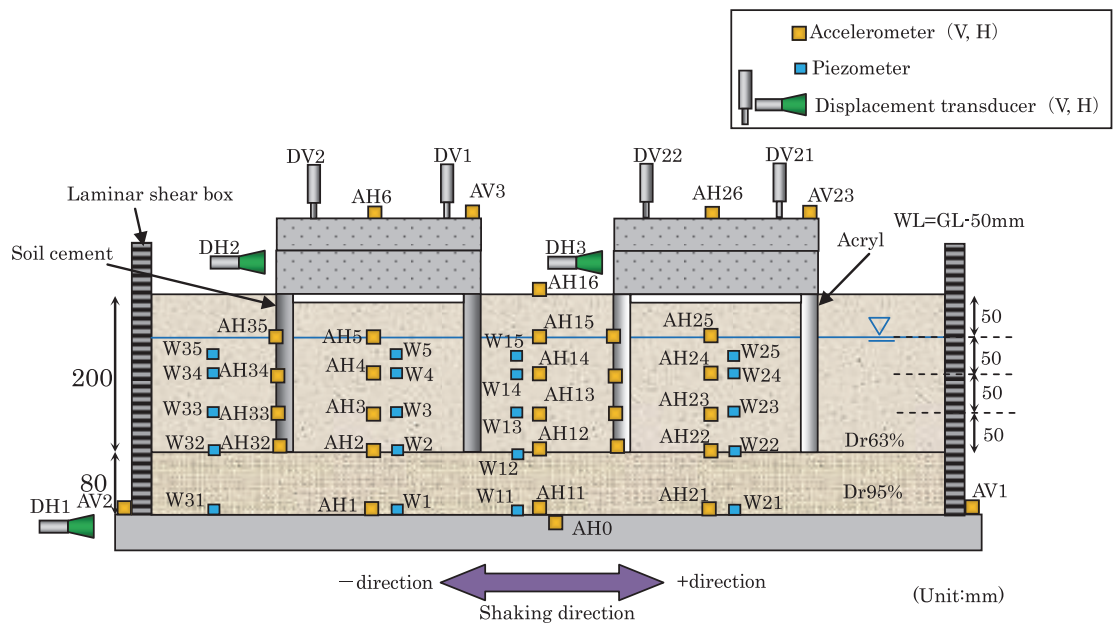 Accelerometer (V, H)
Piezometer
Displacement transducer (V, H)
DV2
DV1
DV22
DV21
AH6
AV3
AH26
AV23
Laminar shear box
WL=GL-50mm
Soil cement
DH2
DH3
Acryl
AH16
AH35
AH5
AH15
AH25
50
W35
W5
W15
W25
AH4
AH14
AH24
50
W34
AH34
W4
W14
W24
200
AH13
50
W33
AH33
AH3
W3
W13
AH23
W23
AH12
50
W32
AH32
AH2
W2
W12
AH22
W22
Dr63%
80
W31
AH1
W1
W11
AH11
AH21
W21
Dr95%
DH1
AV2
AV1
AH0
－direction
+direction
Shaking direction
(Unit:mm)